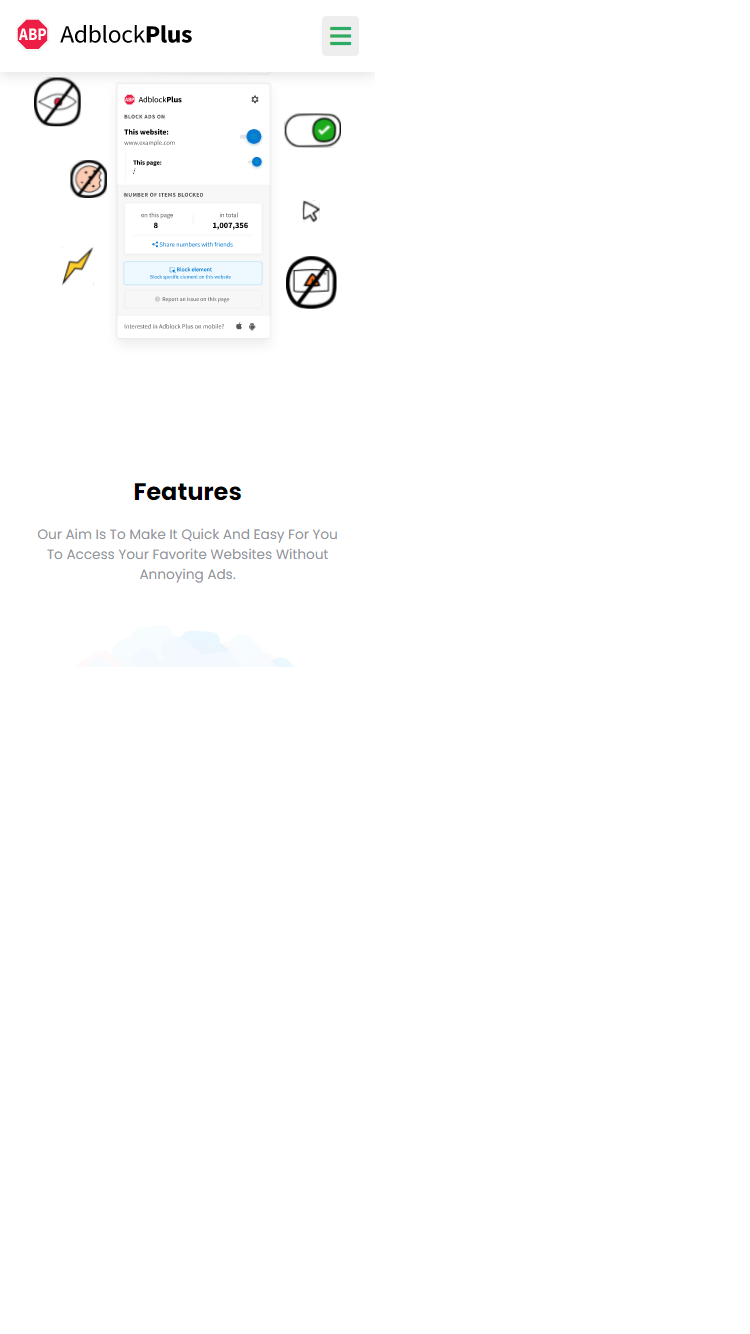 ABP AdblockPlus
ABP AdblockPlus
BLOCK ADS ON
This website:
www.example.com
This page:
/
NUMBER OF ITEMS BLOCKED
on this page in total
8 1,007,356
Share numbers with friends
Block element
Block specific element on this website
Report an issue on this page
Interested in Adblock Plus on mobile?
Features
Our Aim Is To Make It Quick And Easy For You
To Access Your Favorite Websites Without
Annoying Ads.